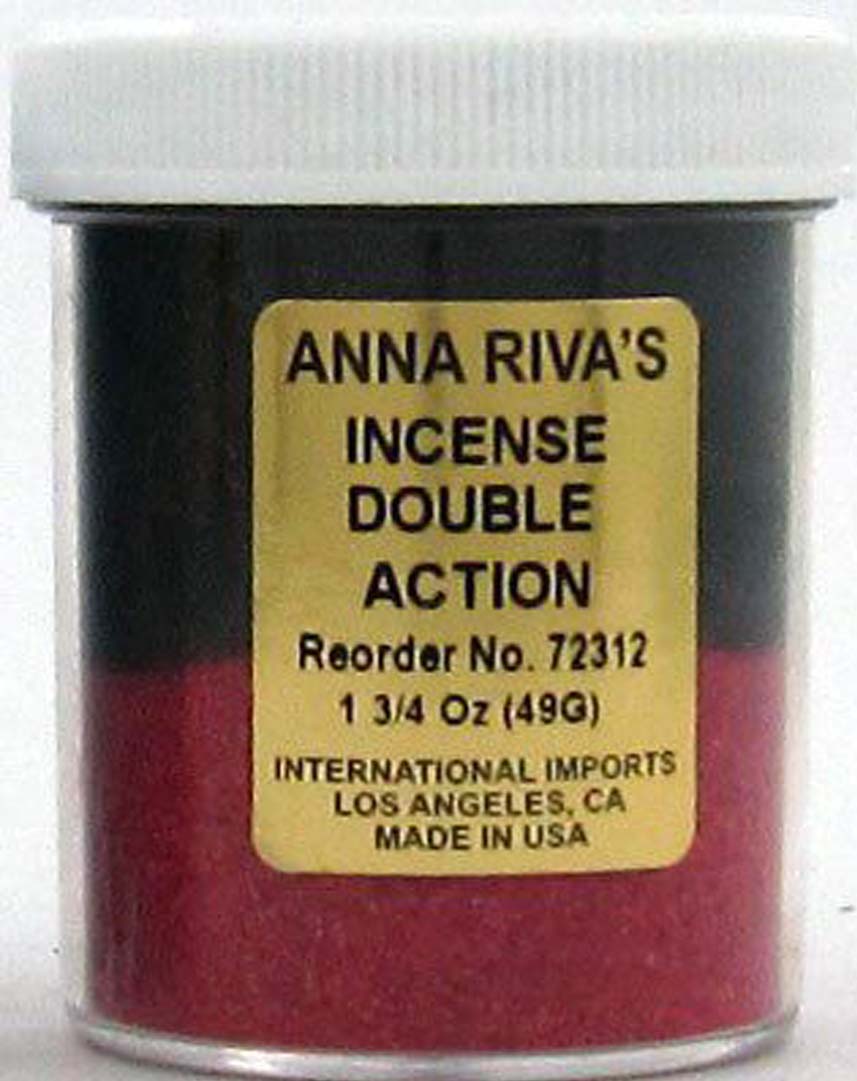 ANNA RIVA'S
INCENSE
DOUBLE
ACTION
Reorder No. 72312
1 3/4 Oz (49G)
INTERNATIONAL IMPORTS
LOS ANGELES, CA
MADE IN USA